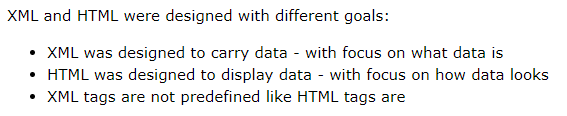 XML and HTML were designed with different goals:
XML was designed to carry data - with focus on what data is
HTML was designed to display data - with focus on how data looks
XML tags are not predefined like HTML tags are